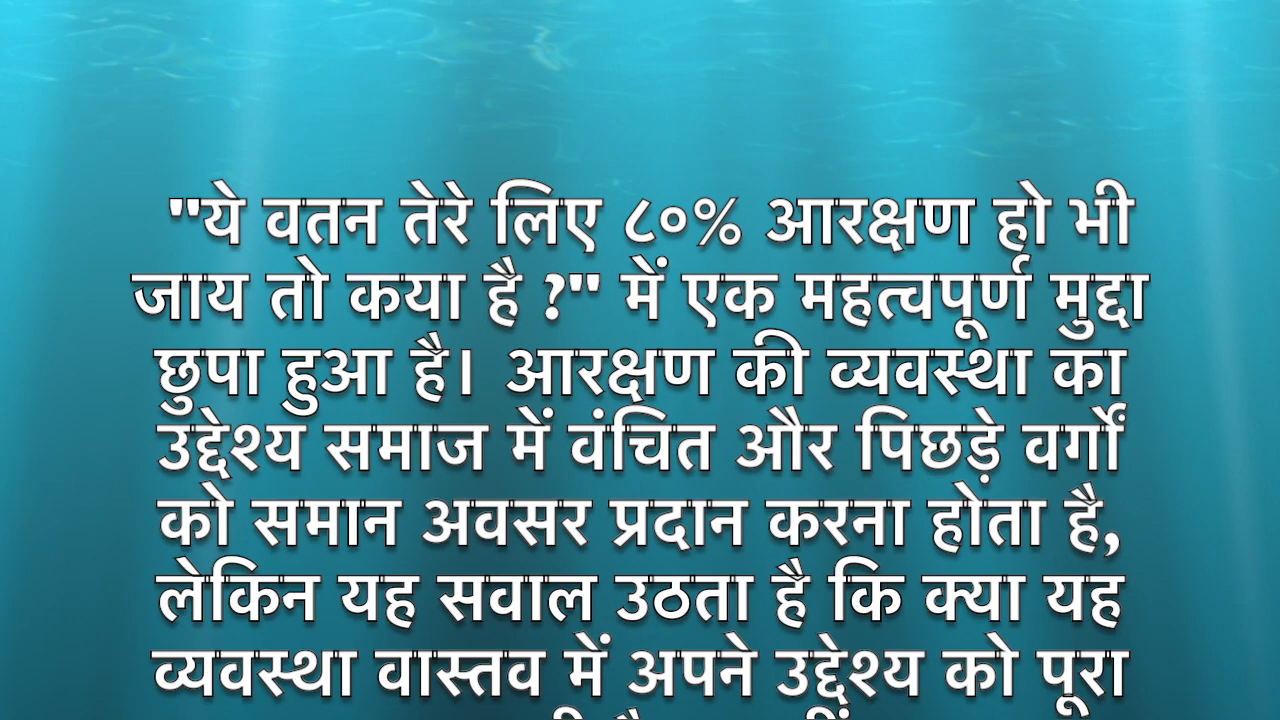 "ये वतन तेरे लिए ८०% आरक्षण हो भी
जाय तो कया है ?" में एक महत्वपूर्ण मुद्दा
छुपा हुआ है। आरक्षण की व्यवस्था का
उद्देश्य समाज में वंचित और पिछड़े वर्गों
को समान अवसर प्रदान करना होता है,
लेकिन यह सवाल उठता है कि क्या यह
व्यवस्था वास्तव में अपने उद्देश्य को पूरा